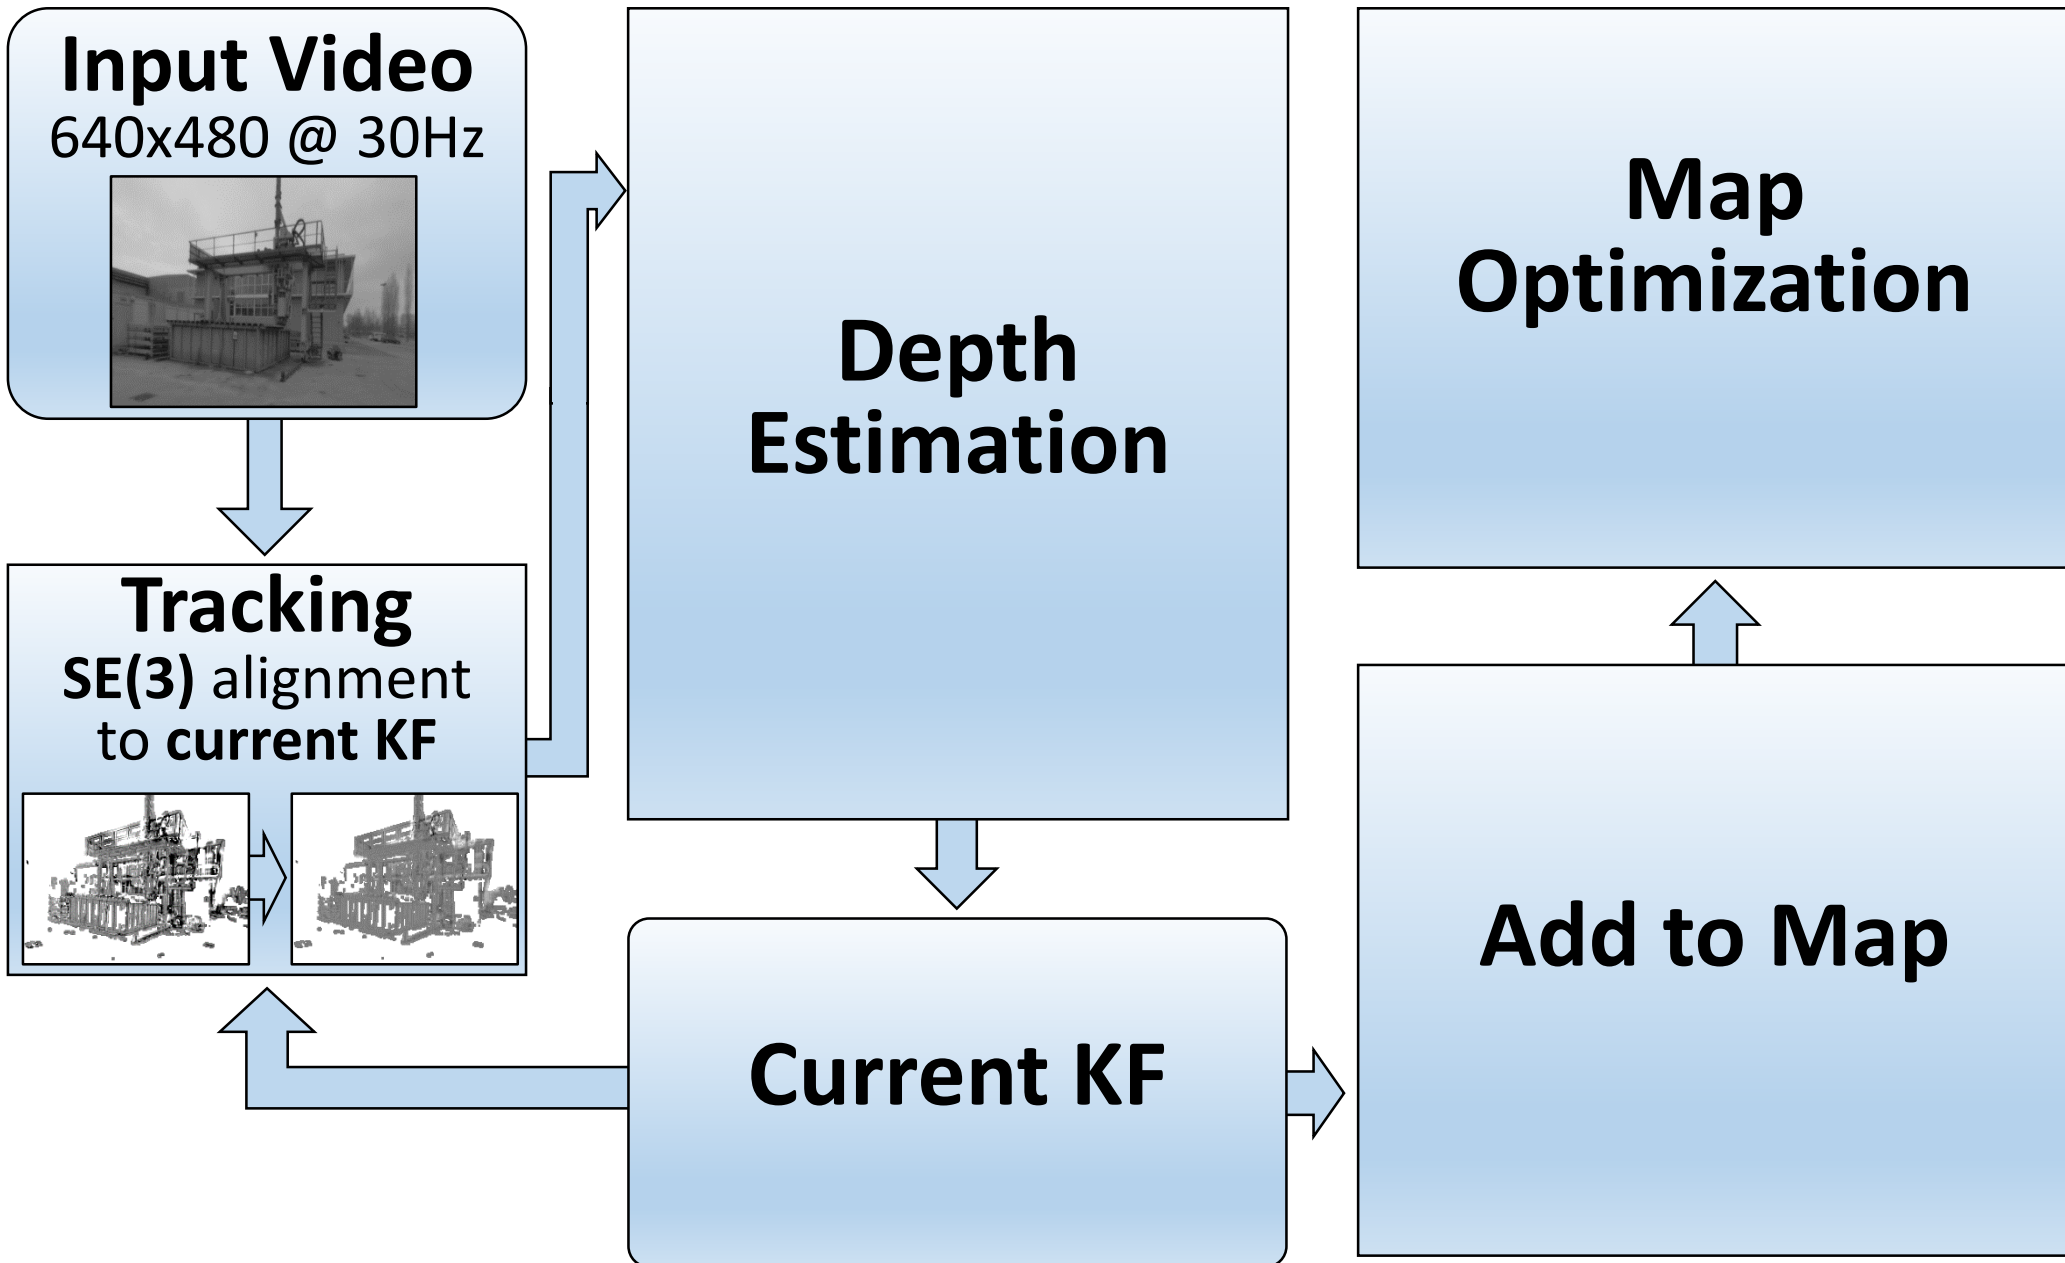 Input Video
640x480 @ 30Hz
Tracking
SE(3) alignment
to current KF
Depth
Estimation
Current KF
Map
Optimization
Add to Map